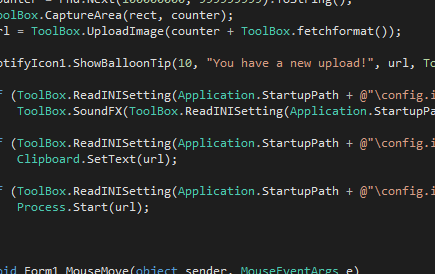 ounter = rnd.Next(100000000, 999999999).ToString();
oolBox.CaptureArea(rect, counter);
rl = ToolBox.UploadImage(counter + ToolBox.fetchformat());
otifyIcon1.ShowBalloonTip(10, "You have a new upload!", url, To
f (ToolBox.ReadINISetting(Application.StartupPath + @"\config.i
ToolBox.SoundFX(ToolBox.ReadINISetting(Application.StartupPa
f (ToolBox.ReadINISetting(Application.StartupPath + @"\config.i
Clipboard.SetText(url);
f (ToolBox.ReadINISetting(Application.StartupPath + @"\config.i
Process.Start(url);
oid Form1_MouseMove(object sender, MouseEventArgs e)